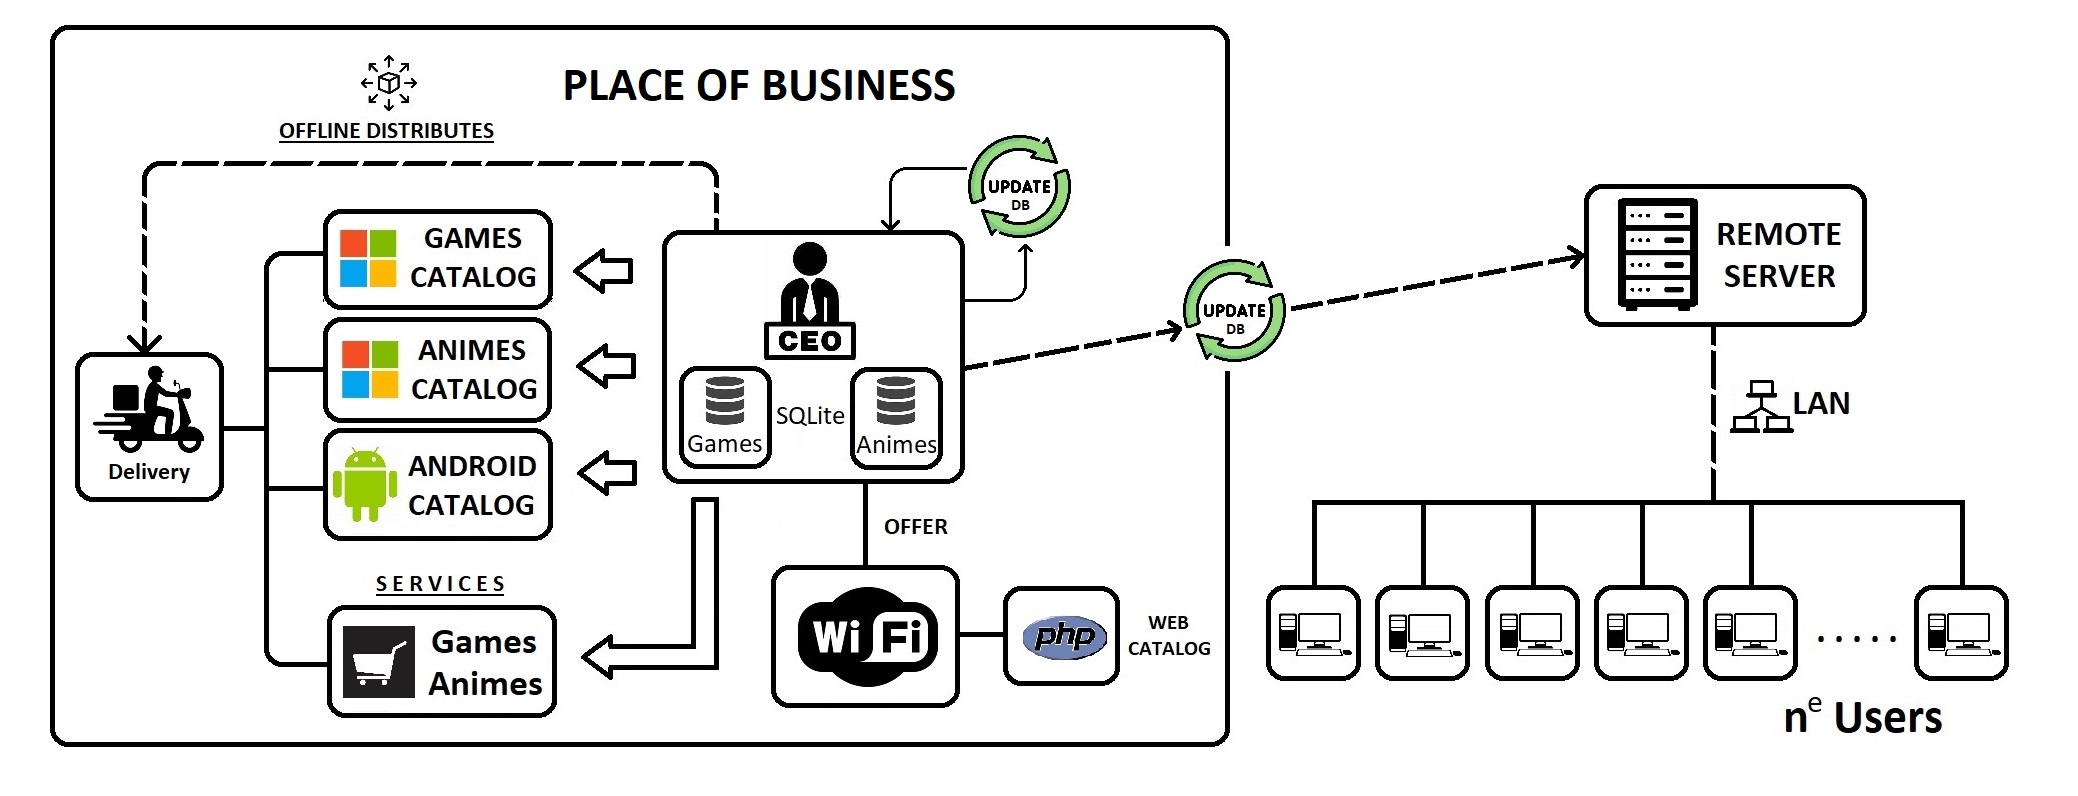 PLACE OF BUSINESS
OFFLINE DISTRIBUTES
UPDATE
DB
GAMES
CATALOG
ANIMES
CATALOG
ANDROID
CATALOG
Delivery
CEO
SQLite
Games
Animes
UPDATE
DB
REMOTE
SERVER
LAN
OFFER
SERVICES
Games
Animes
Wi Fi
php
WEB
CATALOG
.....
nᵉ Users